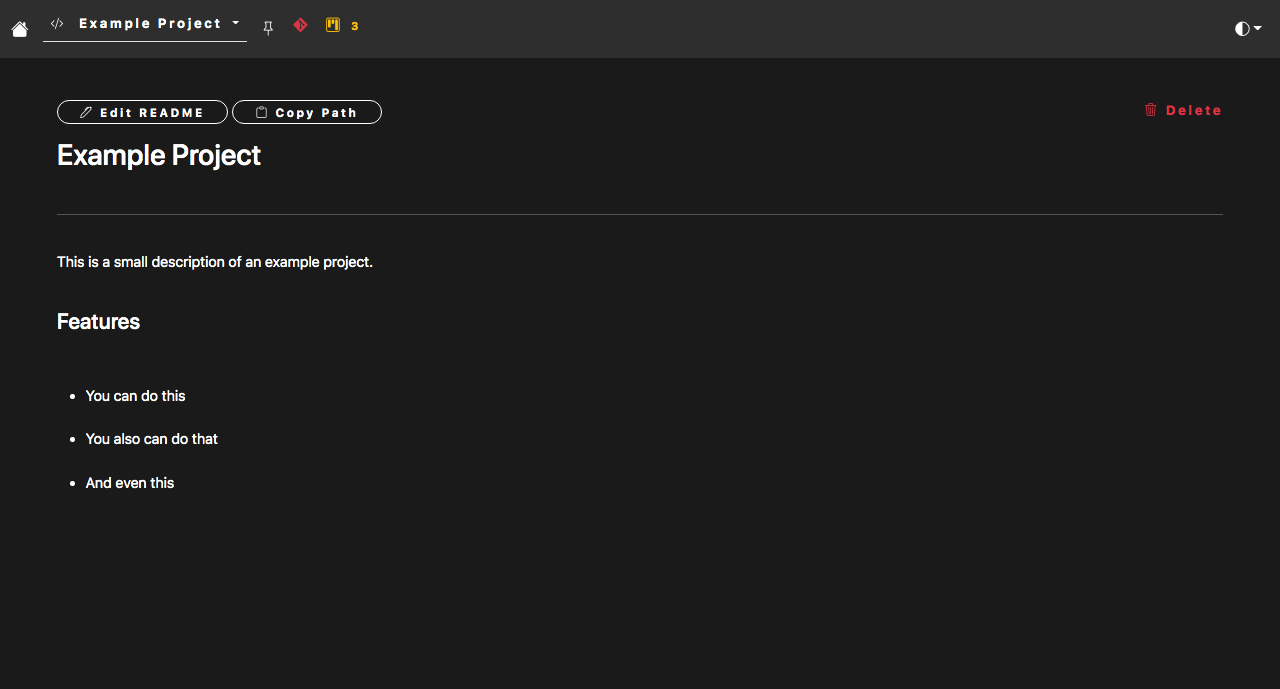 Example Project
3
Edit README
Copy Path
Delete
Example Project
This is a small description of an example project.
Features
You can do this
You also can do that
And even this